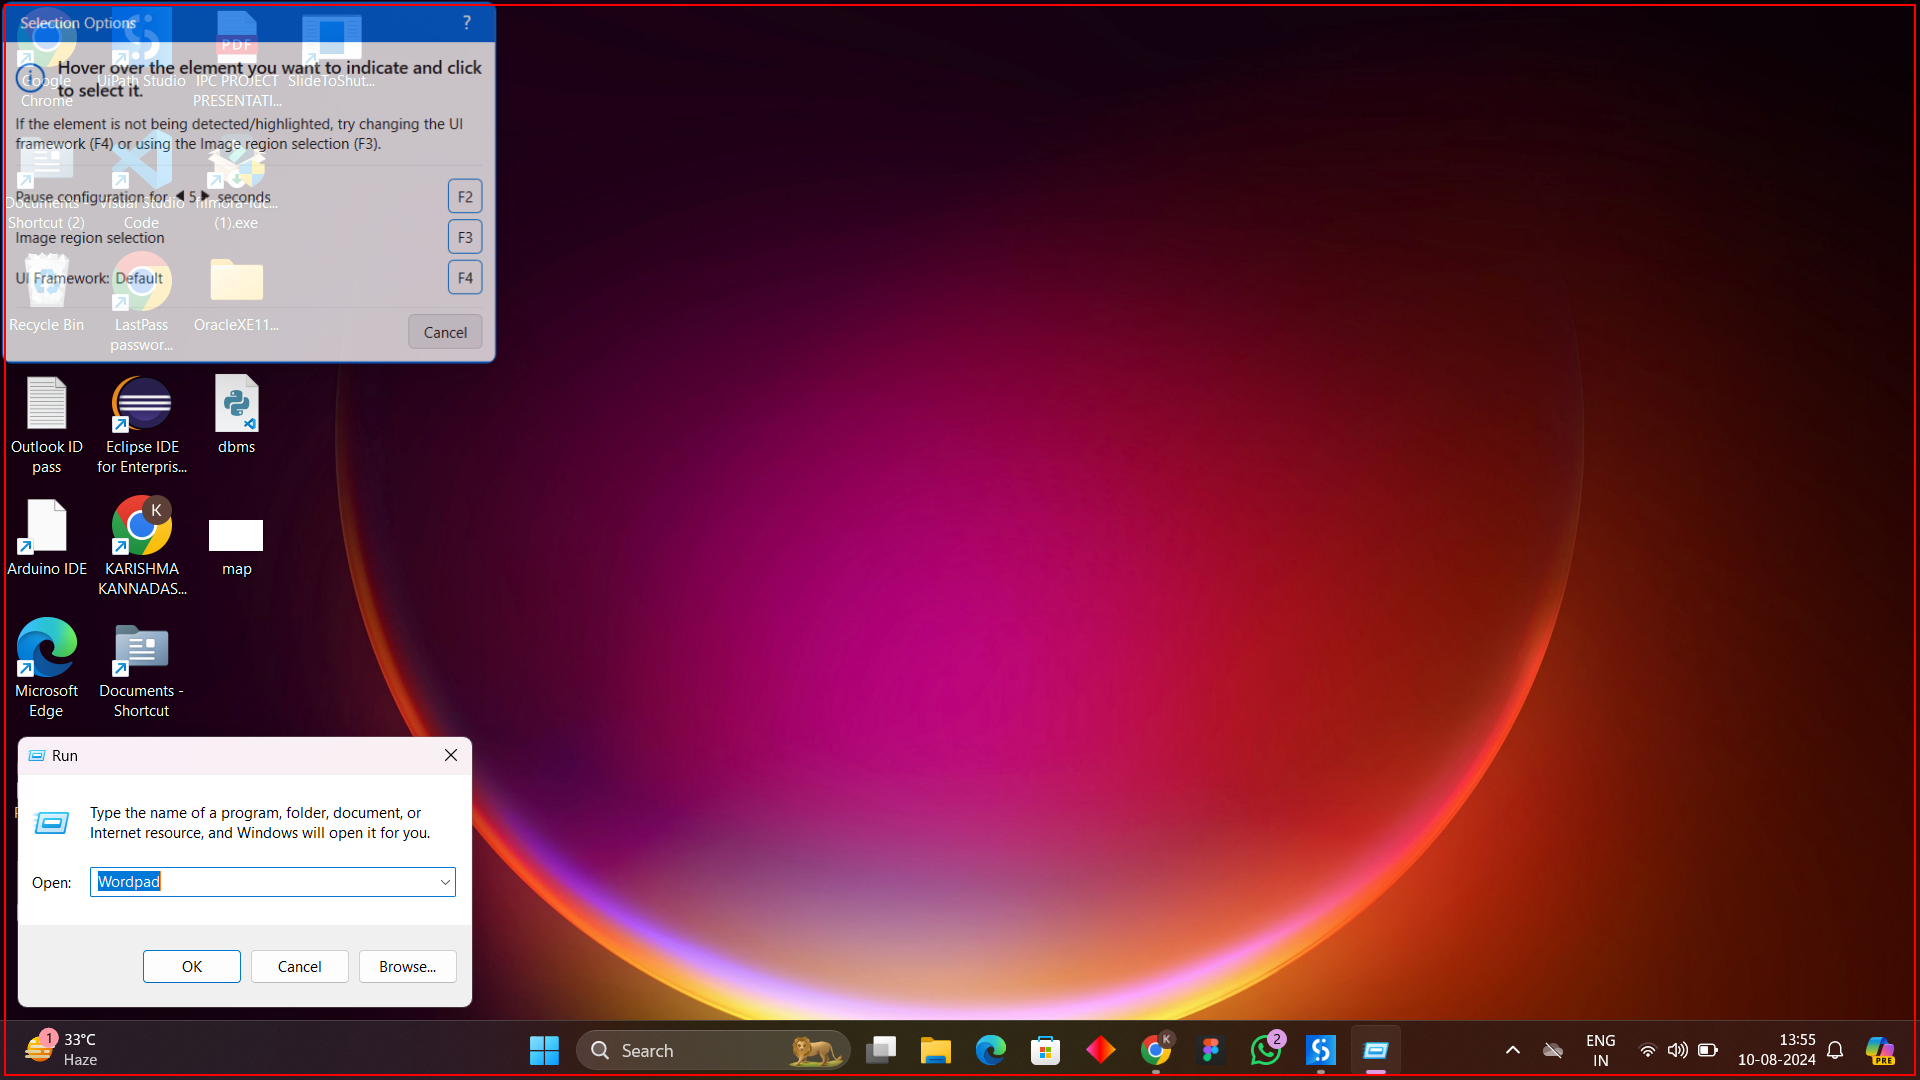 Selection Options
?
Hover over the element you want to indicate and click
to select it.
If the element is not being detected/highlighted, try changing the UI
framework (F4) or using the Image region selection (F3).
Pause configuration for 5 seconds
F2
Image region selection
F3
UI Framework: Default
F4
Cancel
Google
Chrome
UiPath Studio
PDF
IPC PROJECT
PRESENTATI...
SlideToShut...
Documents -
Shortcut (2)
Visual Studio
Code
filmora-idc...
(1).exe
Recycle Bin
LastPass
passwor...
OracleXE11...
Outlook ID
pass
Eclipse IDE
for Enterpris...
dbms
Arduino IDE
K
KARISHMA
KANNADAS...
map
Microsoft
Edge
Documents -
Shortcut
Run
Type the name of a program, folder, document, or
Internet resource, and Windows will open it for you.
Open:
Wordpad
OK
Cancel
Browse...
1
33°C
Haze
Search
K
2
ENG
IN
13:55
10-08-2024
PRE